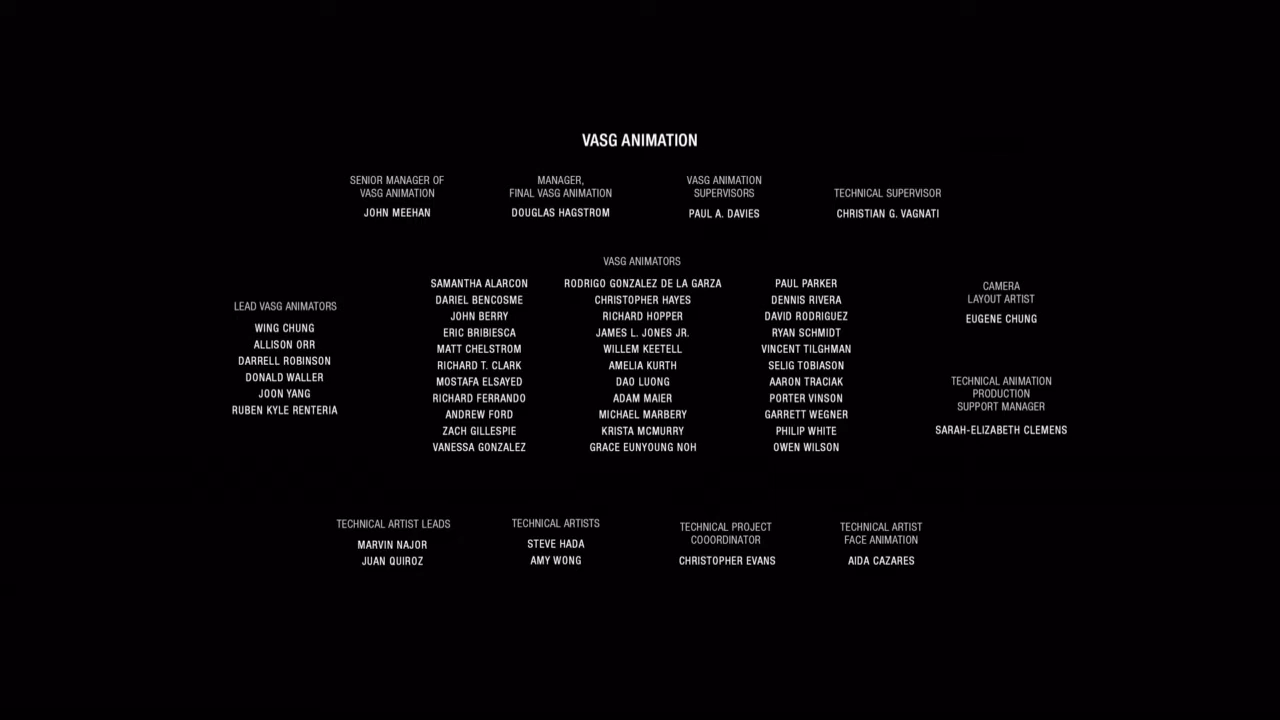 VASG ANIMATION
SENIOR MANAGER OF
VASG ANIMATION
JOHN MEEHAN
MANAGER,
FINAL VASG ANIMATION
DOUGLAS HAGSTROM
VASG ANIMATION
SUPERVISORS
PAUL A. DAVIES
TECHNICAL SUPERVISOR
CHRISTIAN G. VAGNATI
LEAD VASG ANIMATORS
WING CHUNG
ALLISON ORR
DARRELL ROBINSON
DONALD WALLER
JOON YANG
RUBEN KYLE RENTERIA
VASG ANIMATORS
SAMANTHA ALARCON
DARIEL BENCOSME
JOHN BERRY
ERIC BRIBIESCA
MATT CHELSTROM
RICHARD T. CLARK
MOSTAFA ELSAYED
RICHARD FERRANDO
ANDREW FORD
ZACH GILLESPIE
VANESSA GONZALEZ
RODRIGO GONZALEZ DE LA GARZA
CHRISTOPHER HAYES
RICHARD HOPPER
JAMES L. JONES JR.
WILLEM KEETELL
AMELIA KURTH
DAO LUONG
ADAM MAIER
MICHAEL MARBERY
KRISTA MCMURRY
GRACE EUNYOUNG NOH
PAUL PARKER
DENNIS RIVERA
DAVID RODRIGUEZ
RYAN SCHMIDT
VINCENT TILGHMAN
SELIG TOBIASON
AARON TRACIAK
PORTER VINSON
GARRETT WEGNER
PHILIP WHITE
OWEN WILSON
CAMERA
LAYOUT ARTIST
EUGENE CHUNG
TECHNICAL ANIMATION
PRODUCTION
SUPPORT MANAGER
SARAH-ELIZABETH CLEMENS
TECHNICAL ARTIST LEADS
MARVIN NAJOR
JUAN QUIROZ
TECHNICAL ARTISTS
STEVE HADA
AMY WONG
TECHNICAL PROJECT
COOORDINATOR
CHRISTOPHER EVANS
TECHNICAL ARTIST
FACE ANIMATION
AIDA CAZARES